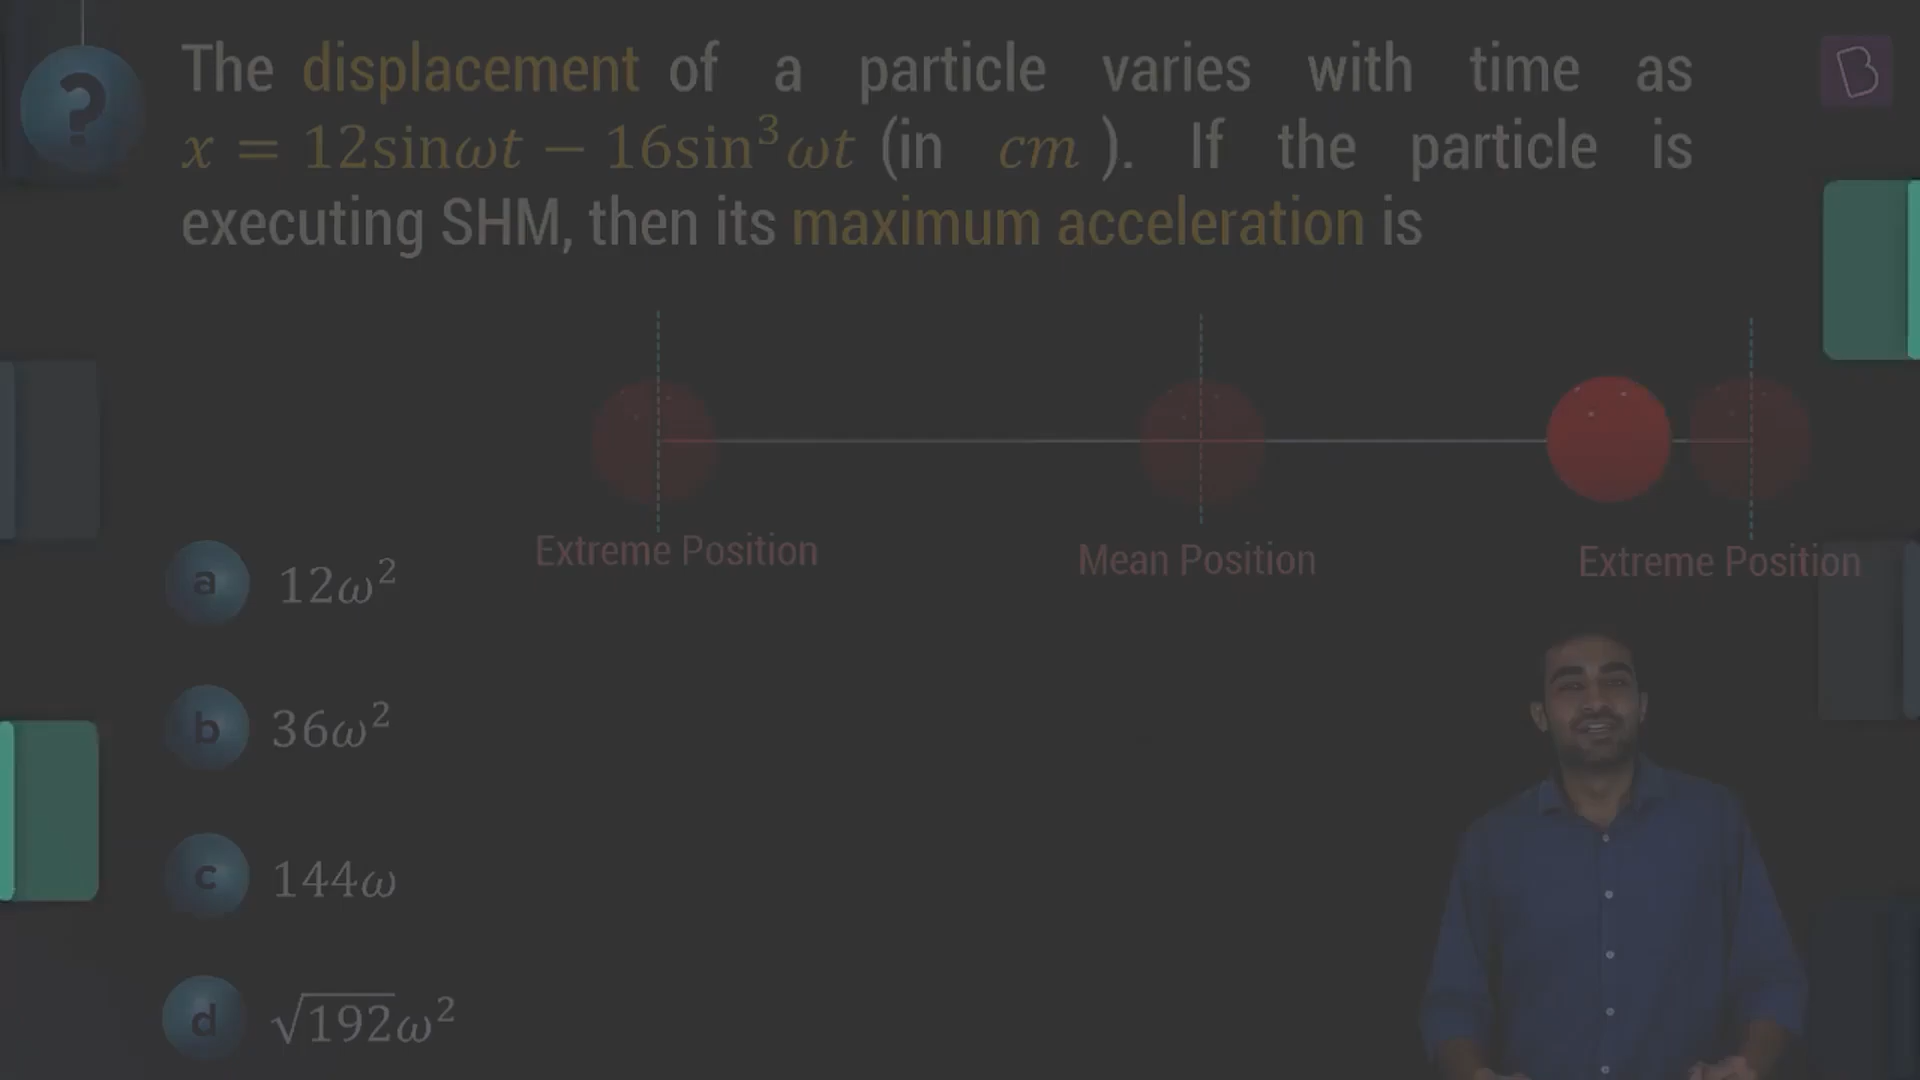 ?
The displacement of a particle varies with time as
x = 12sinωt − 16sin³ωt (in cm ). If the particle is
executing SHM, then its maximum acceleration is
B
Extreme Position
Mean Position
Extreme Position
a 12ω²
b 36ω²
c 144ω
d √192ω²